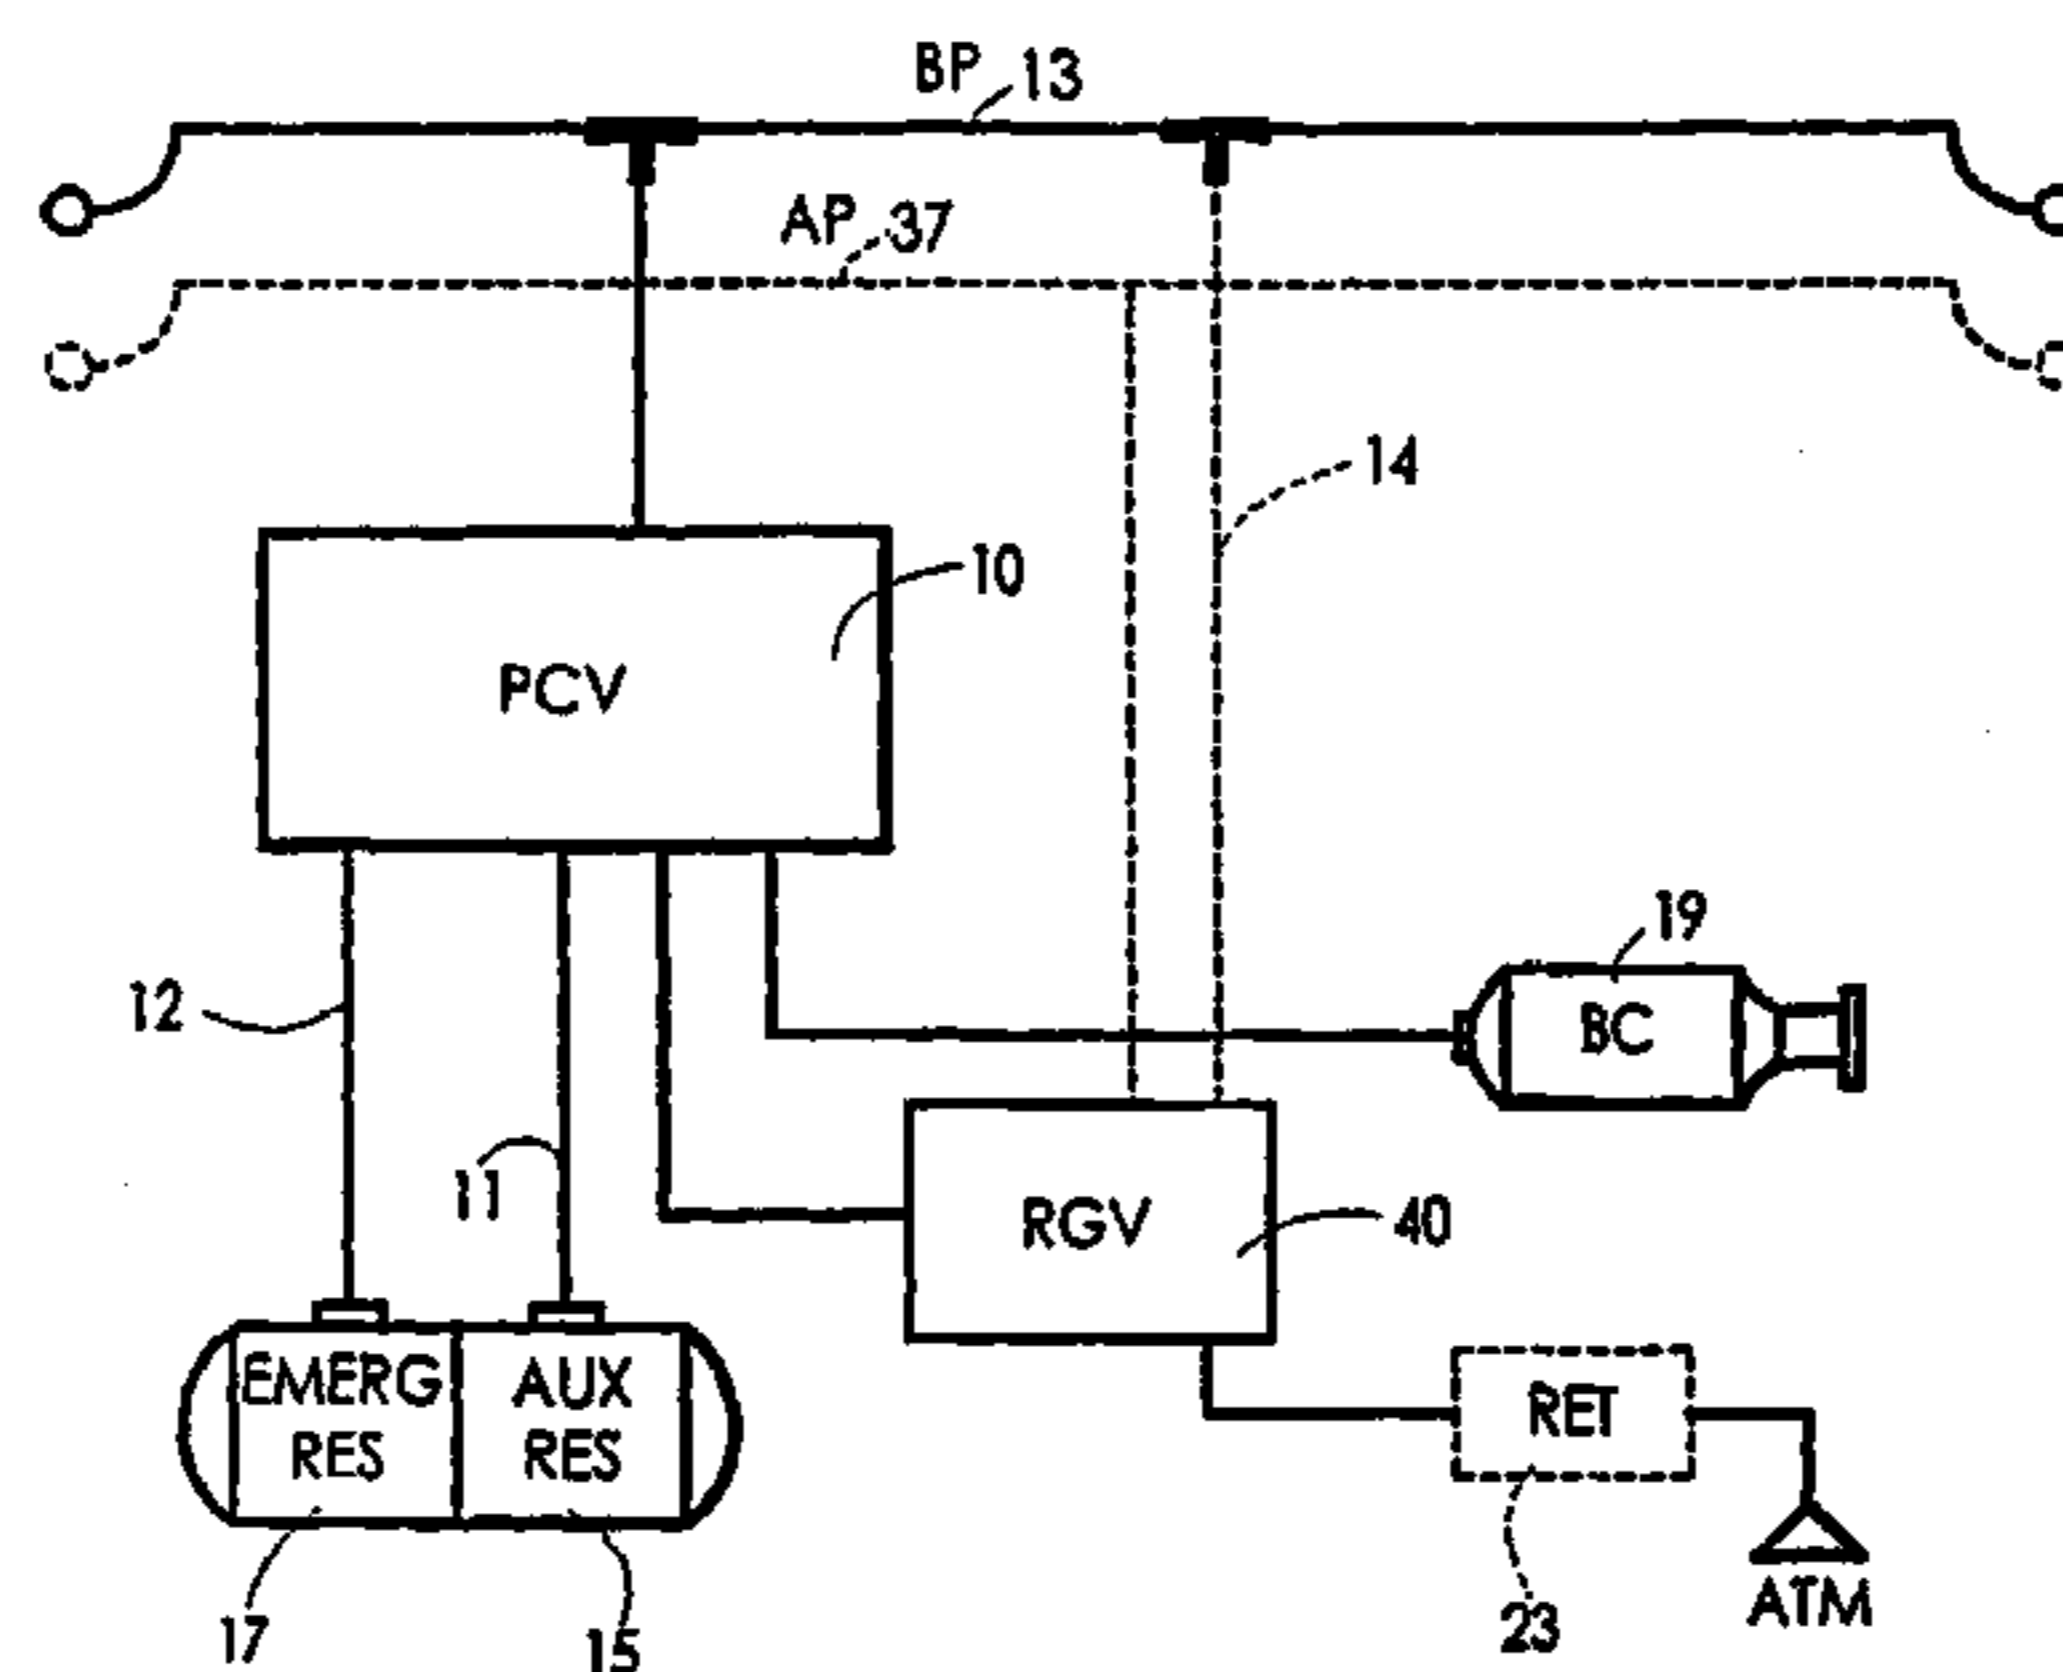 BP 13
AP 37
14
10
PCV
19
BC
12
11
RGV
40
EMERG
RES
AUX
RES
RET
17
15
23
ATM